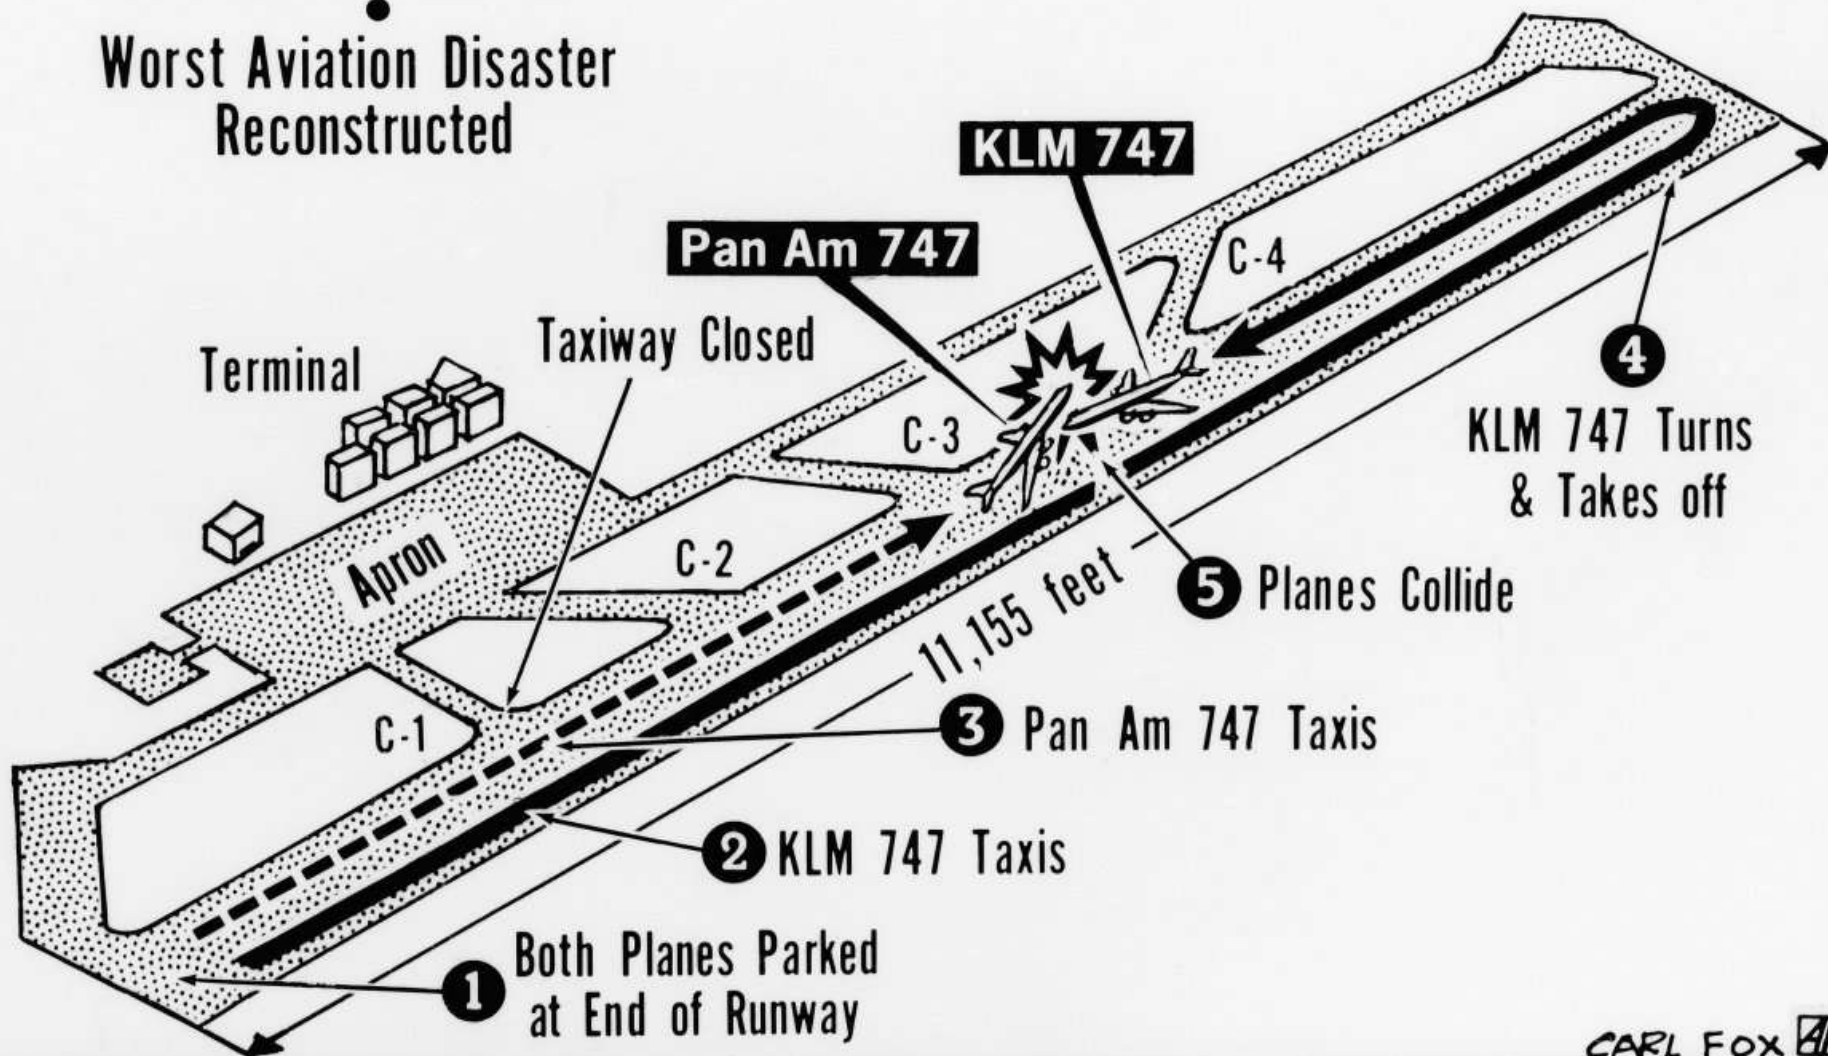 Worst Aviation Disaster
Reconstructed
KLM 747
Pan Am 747
C-4
Taxiway Closed
Terminal
4
KLM 747 Turns
& Takes off
C-3
Apron
C-2
5 Planes Collide
11,155 feet
C-1
3 Pan Am 747 Taxis
2 KLM 747 Taxis
1 Both Planes Parked
at End of Runway
CARL FOX